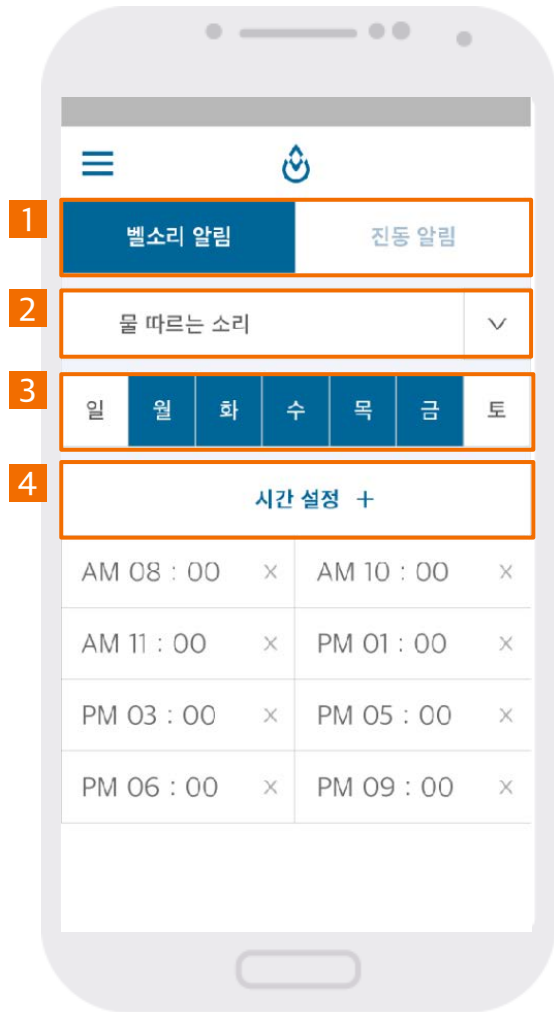 1
벨소리 알림 진동 알림
2
물 따르는 소리
3
일 월 화 수 목 금 토
4
시간 설정 +
AM 08 : 00 × AM 10 : 00 ×
AM 11 : 00 × PM 01 : 00 ×
PM 03 : 00 × PM 05 : 00 ×
PM 06 : 00 × PM 09 : 00 ×